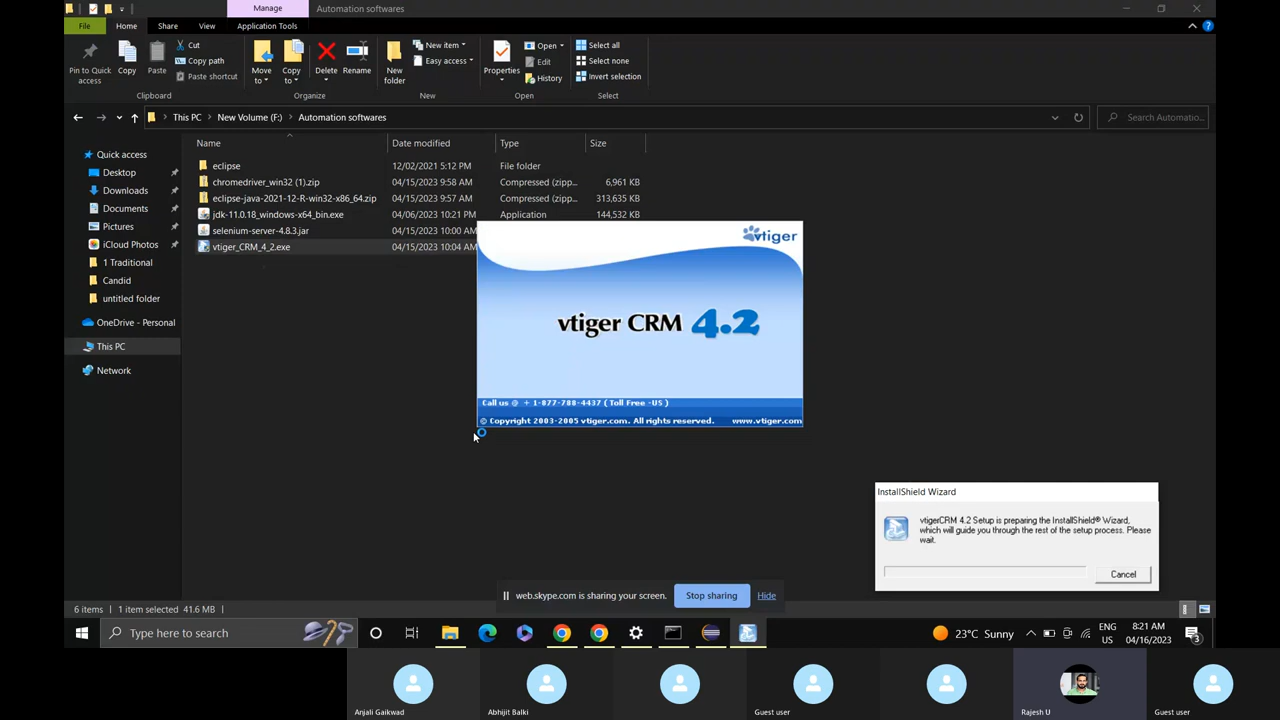 Manage
Automation softwares
File
Home
Share
View
Application Tools
Pin to Quick access
Copy
Paste
Cut
Copy path
Paste shortcut
Clipboard
Move to
Copy to
Delete
Rename
Organize
New folder
New item
Easy access
New
Properties
Open
Edit
History
Open
Select all
Select none
Invert selection
Select
This PC
New Volume (F:)
Automation softwares
Search Automatio...
Name
Date modified
Type
Size
Quick access
Desktop
Downloads
Documents
Pictures
iCloud Photos
1 Traditional
Candid
untitled folder
OneDrive - Personal
This PC
Network
eclipse 12/02/2021 5:12 PM File folder
chromedriver_win32 (1).zip 04/15/2023 9:58 AM Compressed (zipp... 6,961 KB
eclipse-java-2021-12-R-win32-x86_64.zip 04/15/2023 9:57 AM Compressed (zipp... 313,635 KB
jdk-11.0.18_windows-x64_bin.exe 04/06/2023 10:21 PM Application 144,532 KB
selenium-server-4.8.3.jar 04/15/2023 10:00 AM
vtiger_CRM_4_2.exe 04/15/2023 10:04 AM
vtiger
vtiger CRM 4.2
Call us @ + 1-877-788-4437 ( Toll Free -US )
© Copyright 2003-2005 vtiger.com. All rights reserved. www.vtiger.com
InstallShield Wizard
vtigerCRM 4.2 Setup is preparing the InstallShield® Wizard,
which will guide you through the rest of the setup process. Please
wait.
Cancel
web.skype.com is sharing your screen.
Stop sharing
Hide
6 items
1 item selected 41.6 MB
Type here to search
23°C Sunny
ENG
US
8:21 AM
04/16/2023
Anjali Gaikwad
Abhijit Balki
Guest user
Rajesh U
Guest user